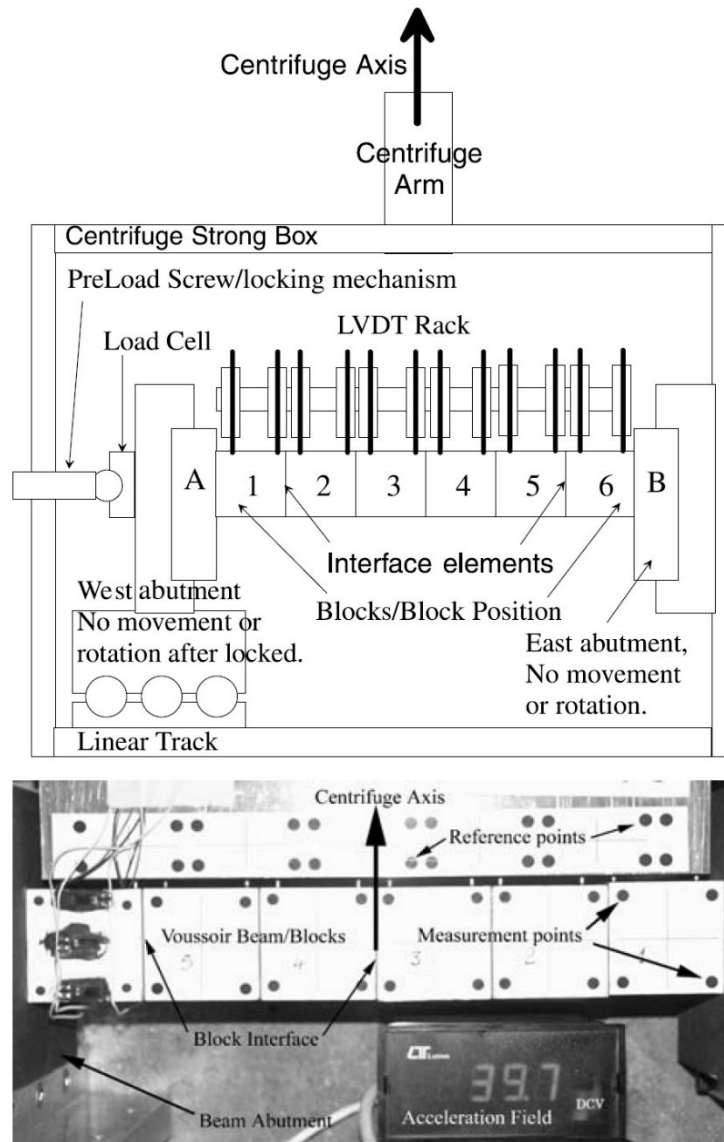 Centrifuge Axis
Centrifuge
Arm
Centrifuge Strong Box
PreLoad Screw/locking mechanism
LVDT Rack
Load Cell
A
1
2
3
4
5
6
B
Interface elements
West abutment
No movement or
rotation after locked.
Blocks/Block Position
East abutment,
No movement
or rotation.
Linear Track
Centrifuge Axis
Reference points
Voussoir Beam/Blocks
Measurement points
5
4
3
2
1
Block Interface
Beam Abutment
39.7
DCV
Acceleration Field